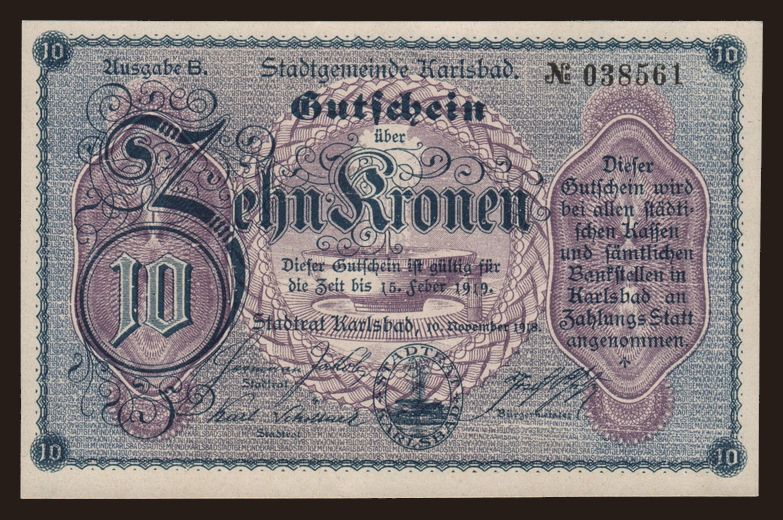 10
10
Ausgabe B.
Stadtgemeinde Karlsbad.
№ 038561
Gutschein
über
Zehn Kronen
10
Dieser Gutschein ist gültig für
die Zeit bis 15. Feber 1919.
Stadtrat Karlsbad, 10. November 1918.
Stadtrat
Stadtrat
STADTRAT
KARLSBAD
Bürgermeister
Dieser
Gutschein wird
bei allen städti-
schen Kassen
und sämtlichen
Bankstellen in
Karlsbad an
Zahlungs Statt
angenommen.
10
10